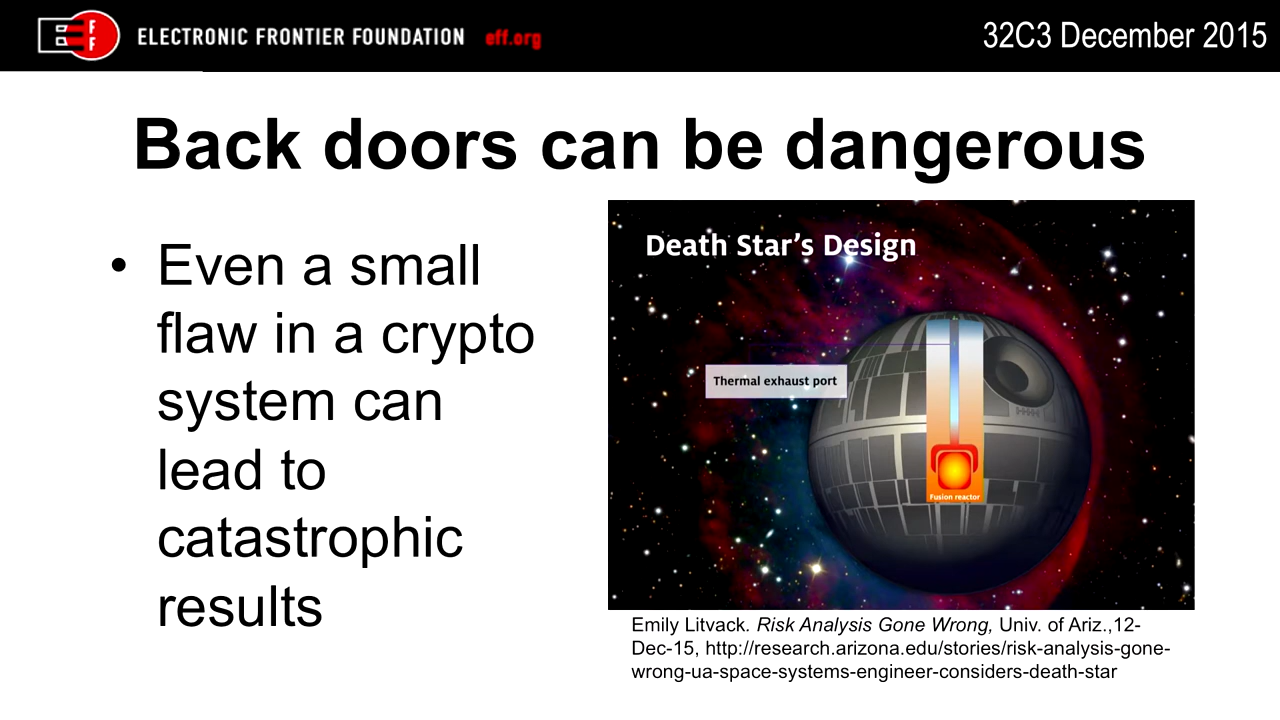 EFF ELECTRONIC FRONTIER FOUNDATION eff.org
32C3 December 2015
Back doors can be dangerous
• Even a small
flaw in a crypto
system can
lead to
catastrophic
results
Death Star's Design
Thermal exhaust port
Fusion reactor
Emily Litvack. Risk Analysis Gone Wrong, Univ. of Ariz.,12-
Dec-15, http://research.arizona.edu/stories/risk-analysis-gone-
wrong-ua-space-systems-engineer-considers-death-star